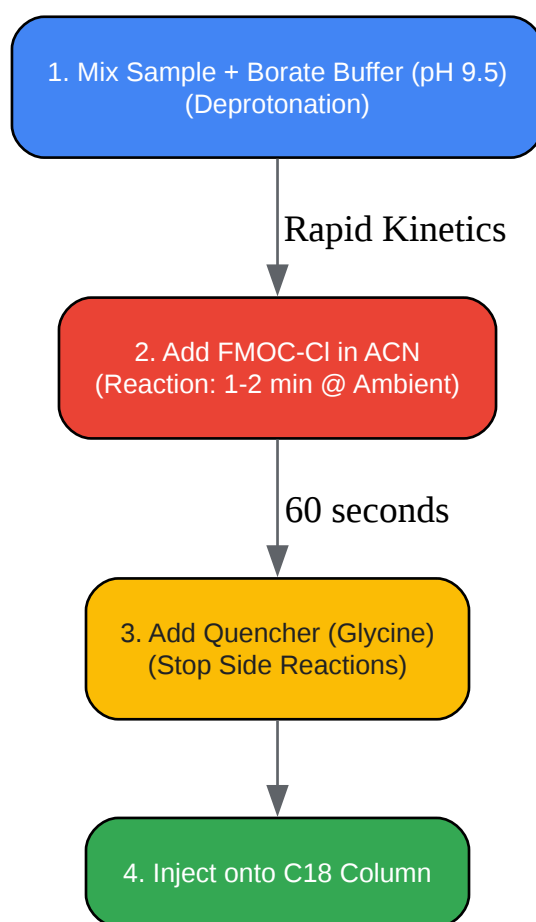 1. Mix Sample + Borate Buffer (pH 9.5)
(Deprotonation)
Rapid Kinetics
2. Add FMOC-Cl in ACN
(Reaction: 1-2 min @ Ambient)
60 seconds
3. Add Quencher (Glycine)
(Stop Side Reactions)
4. Inject onto C18 Column